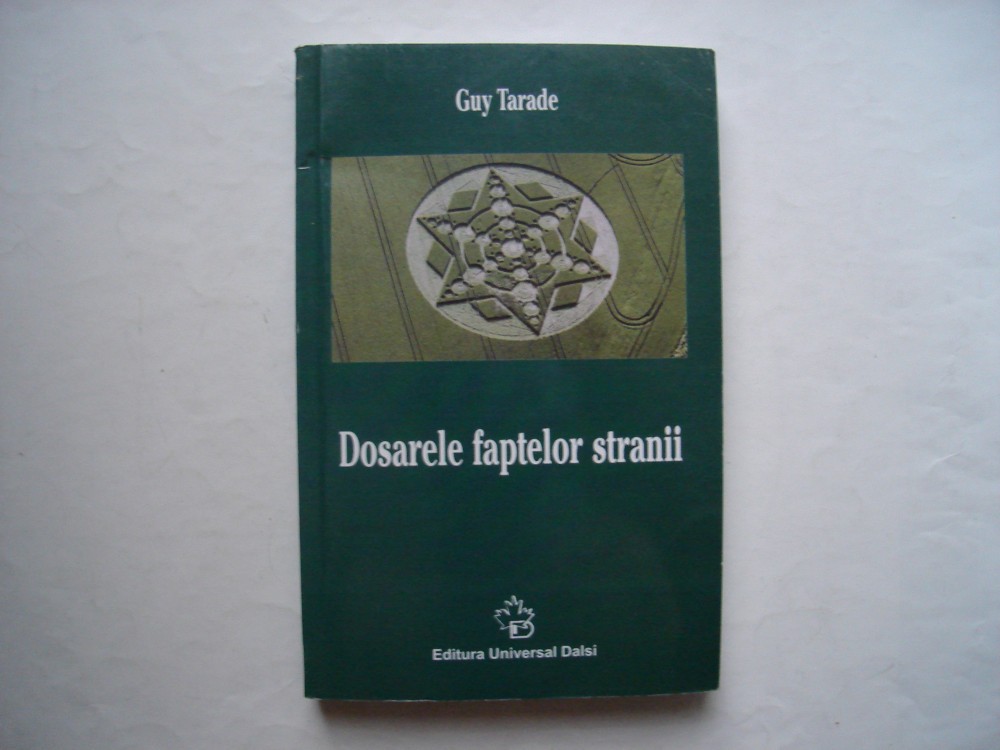 Guy Tarade
Dosarele faptelor stranii
Editura Universal Dalsi